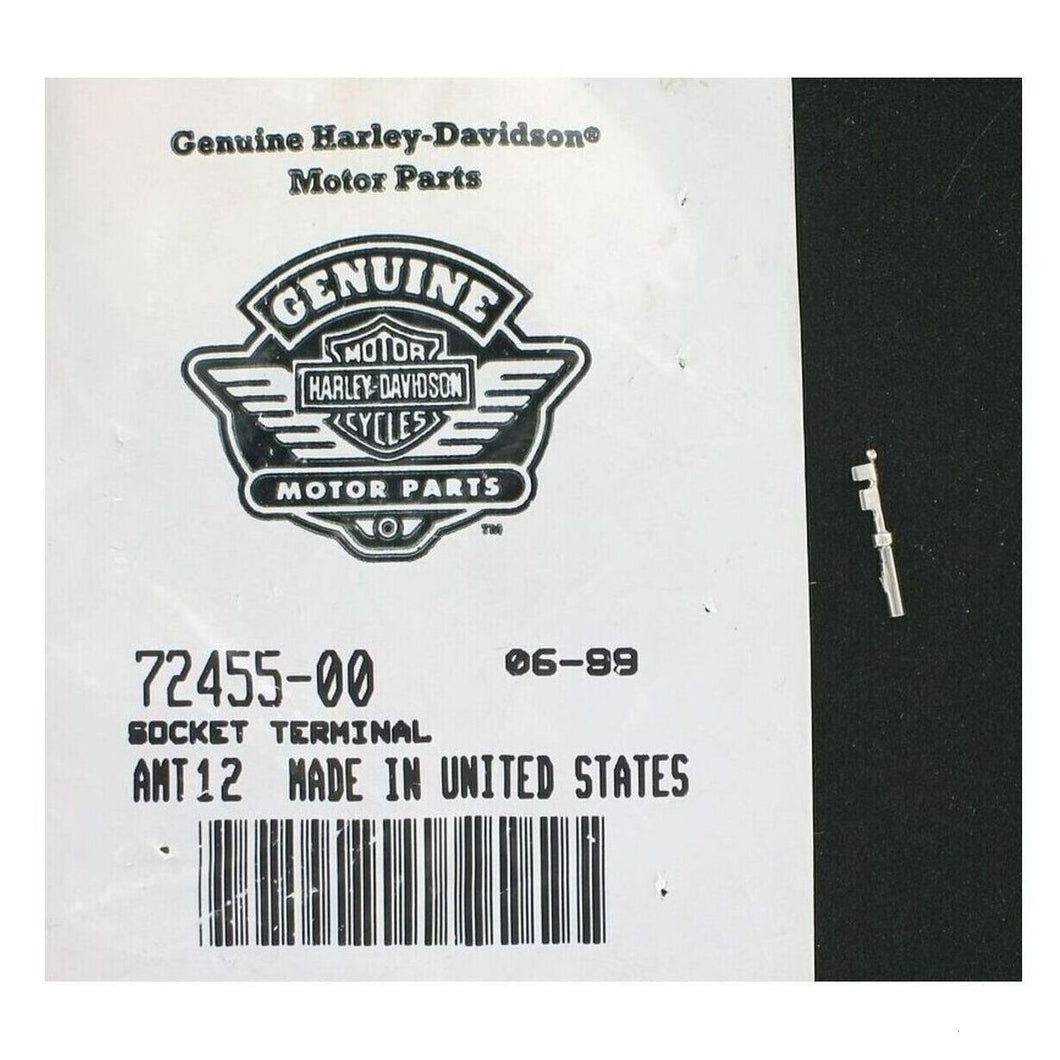 Genuine Harley-Davidson®
Motor Parts
GENUINE
MOTOR
HARLEY-DAVIDSON
CYCLES
MOTOR PARTS
™
72455-00 06-99
SOCKET TERMINAL
AMT12 MADE IN UNITED STATES